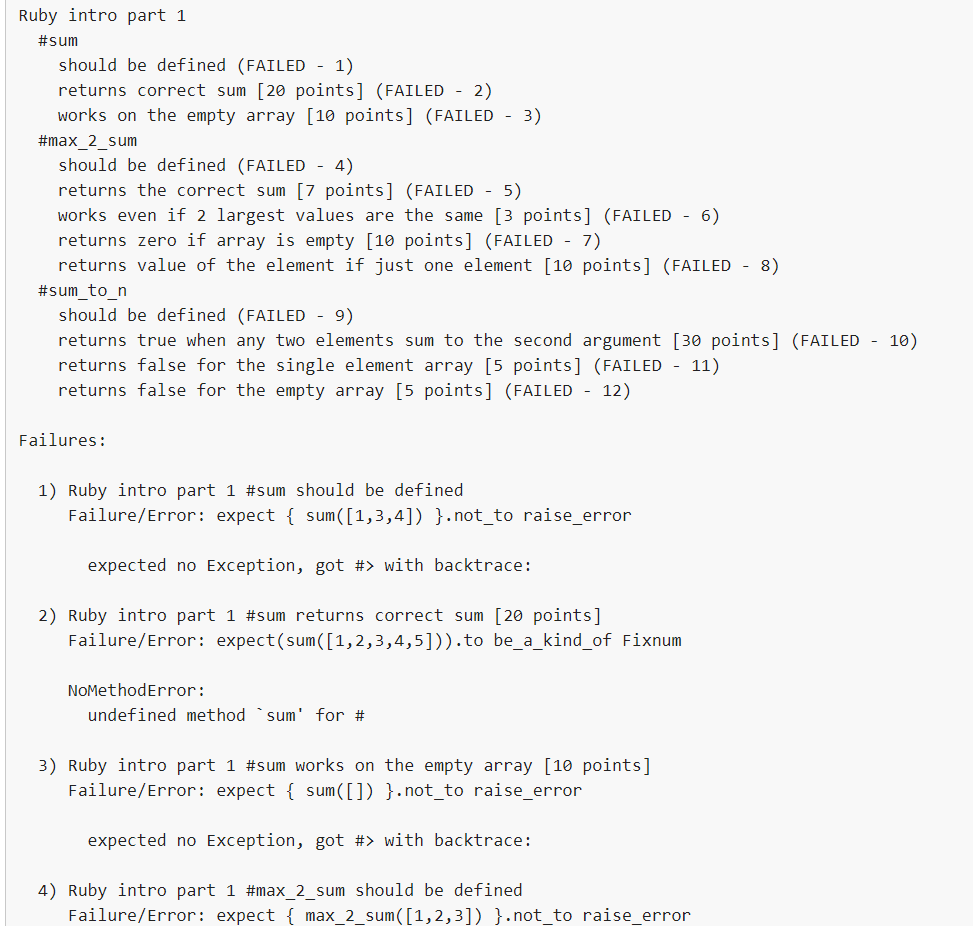 Ruby intro part 1
#sum
should be defined (FAILED - 1)
returns correct sum [20 points] (FAILED - 2)
works on the empty array [10 points] (FAILED - 3)
#max_2_sum
should be defined (FAILED - 4)
returns the correct sum [7 points] (FAILED - 5)
works even if 2 largest values are the same [3 points] (FAILED - 6)
returns zero if array is empty [10 points] (FAILED - 7)
returns value of the element if just one element [10 points] (FAILED - 8)
#sum_to_n
should be defined (FAILED - 9)
returns true when any two elements sum to the second argument [30 points] (FAILED - 10)
returns false for the single element array [5 points] (FAILED - 11)
returns false for the empty array [5 points] (FAILED - 12)
Failures:
1) Ruby intro part 1 #sum should be defined
Failure/Error: expect { sum([1,3,4]) }.not_to raise_error
expected no Exception, got #> with backtrace:
2) Ruby intro part 1 #sum returns correct sum [20 points]
Failure/Error: expect(sum([1,2,3,4,5])).to be_a_kind_of Fixnum
NoMethodError:
undefined method `sum' for #
3) Ruby intro part 1 #sum works on the empty array [10 points]
Failure/Error: expect { sum([]) }.not_to raise_error
expected no Exception, got #> with backtrace:
4) Ruby intro part 1 #max_2_sum should be defined
Failure/Error: expect { max_2_sum([1,2,3]) }.not_to raise_error